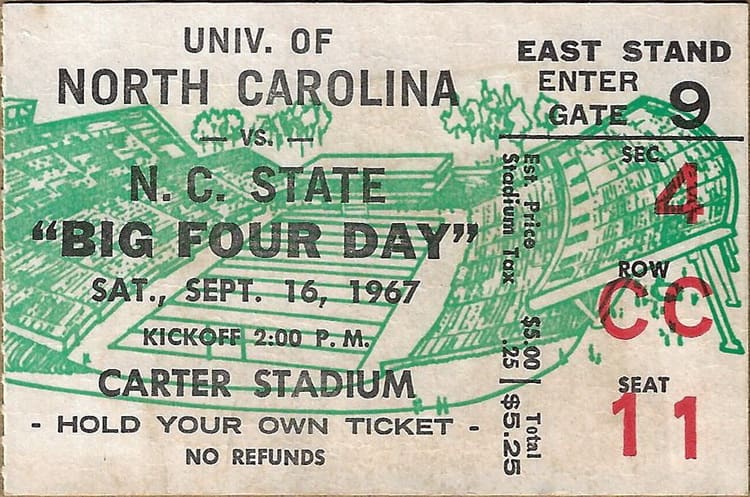 UNIV. OF
NORTH CAROLINA
— VS. —
N. C. STATE
"BIG FOUR DAY"
SAT., SEPT. 16, 1967
KICKOFF 2:00 P. M.
CARTER STADIUM
- HOLD YOUR OWN TICKET -
NO REFUNDS
EAST STAND
ENTER
GATE 9
Est. Price $5.00
Stadium Tax .25
Total $5.25
SEC.
4
ROW
CC
SEAT
11